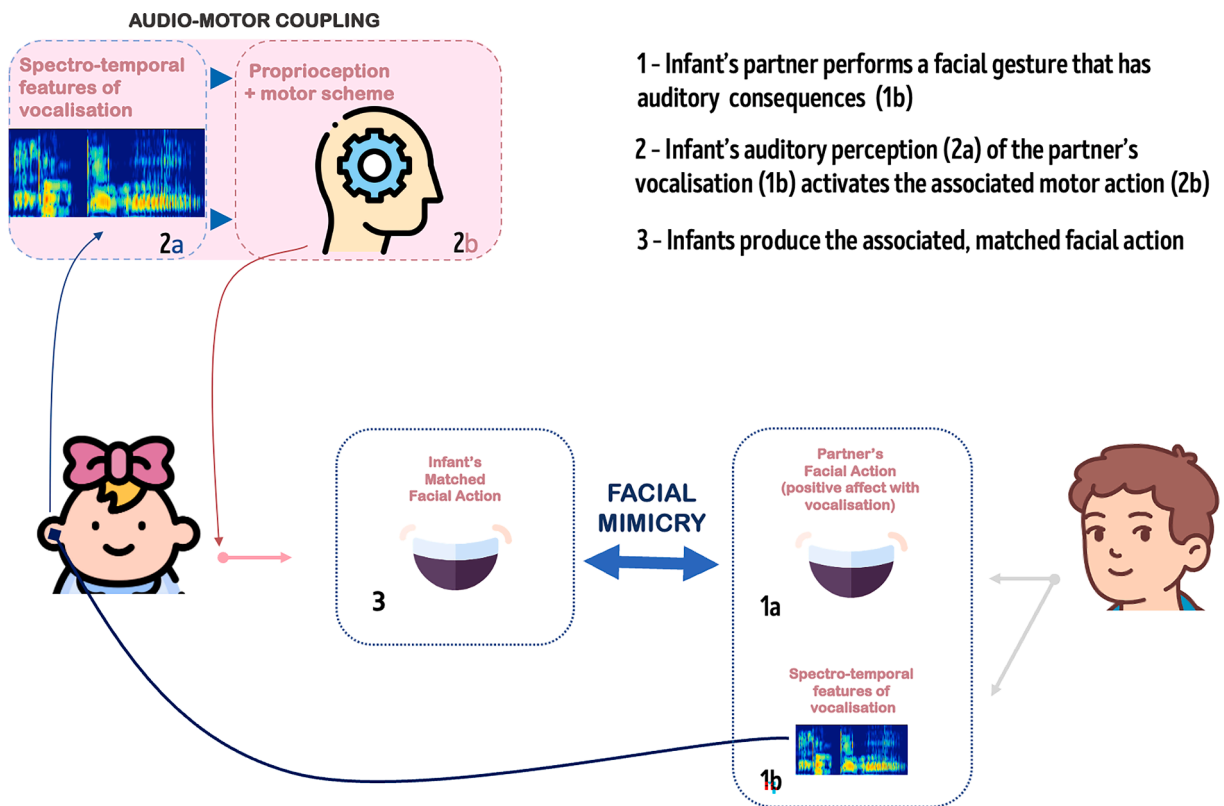 AUDIO-MOTOR COUPLING
Spectro-temporal
features of
vocalisation
2a
Proprioception
+ motor scheme
2b
1 - Infant's partner performs a facial gesture that has
auditory consequences (1b)
2 - Infant's auditory perception (2a) of the partner's
vocalisation (1b) activates the associated motor action (2b)
3 - Infants produce the associated, matched facial action
Infant's
Matched
Facial Action
3
FACIAL
MIMICRY
Partner's
Facial Action
(positive affect with
vocalisation)
1a
Spectro-temporal
features of
vocalisation
1b